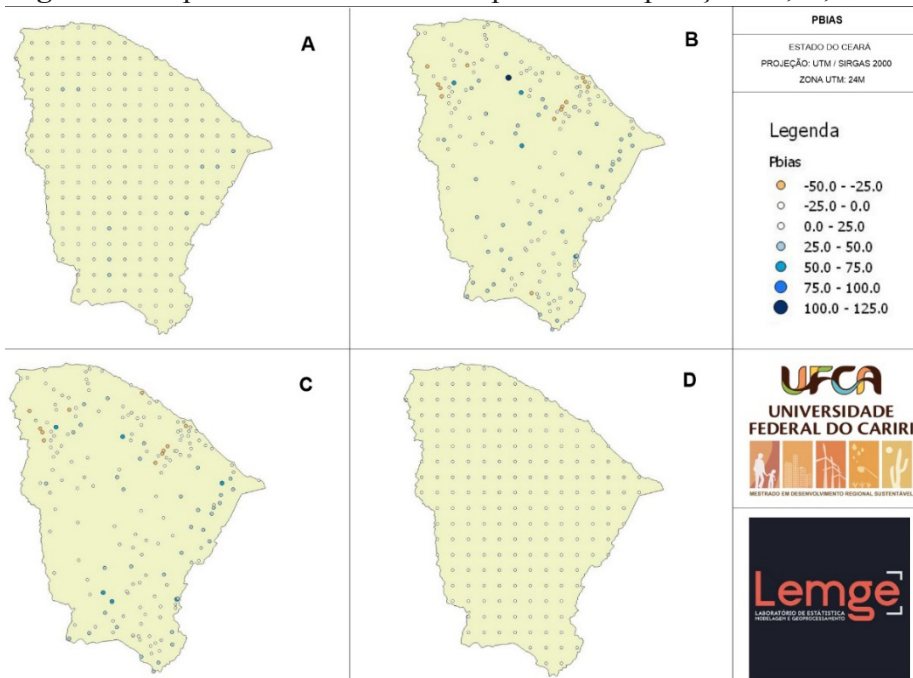 A
B
PBIAS
ESTADO DO CEARÁ
PROJEÇÃO: UTM / SIRGAS 2000
ZONA UTM: 24M
Legenda
Pbias
-50.0 - -25.0
-25.0 - 0.0
0.0 - 25.0
25.0 - 50.0
50.0 - 75.0
75.0 - 100.0
100.0 - 125.0
C
D
UFCA
UNIVERSIDADE
FEDERAL DO CARIRI
MESTRADO EM DESENVOLVIMENTO REGIONAL SUSTENTÁVEL
Lemge
LABORATÓRIO DE ESTATÍSTICA
MODELAGEM E GEOPROCESSAMENTO